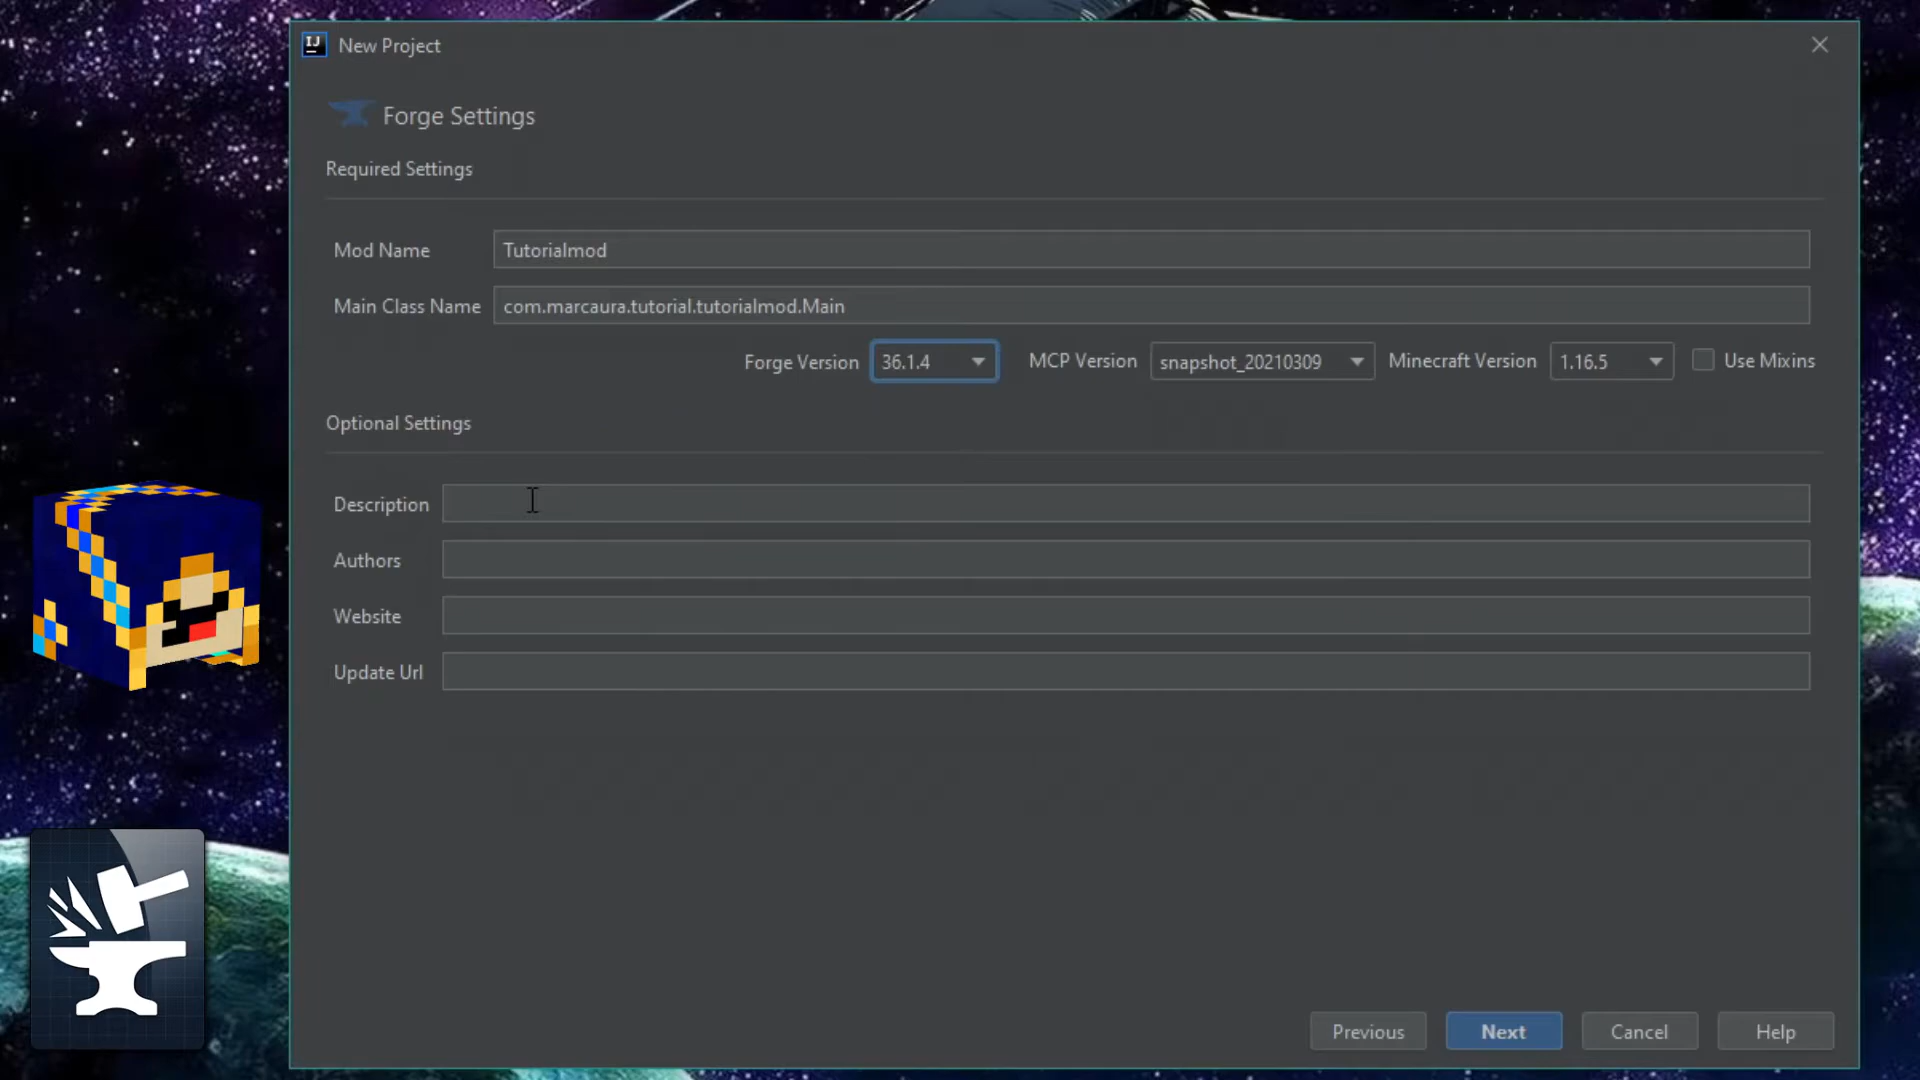 IJ New Project
Forge Settings
Required Settings
Mod Name Tutorialmod
Main Class Name com.marcaura.tutorial.tutorialmod.Main
Forge Version 36.1.4 MCP Version snapshot_20210309 Minecraft Version 1.16.5 Use Mixins
Optional Settings
Description
Authors
Website
Update Url
Previous Next Cancel Help